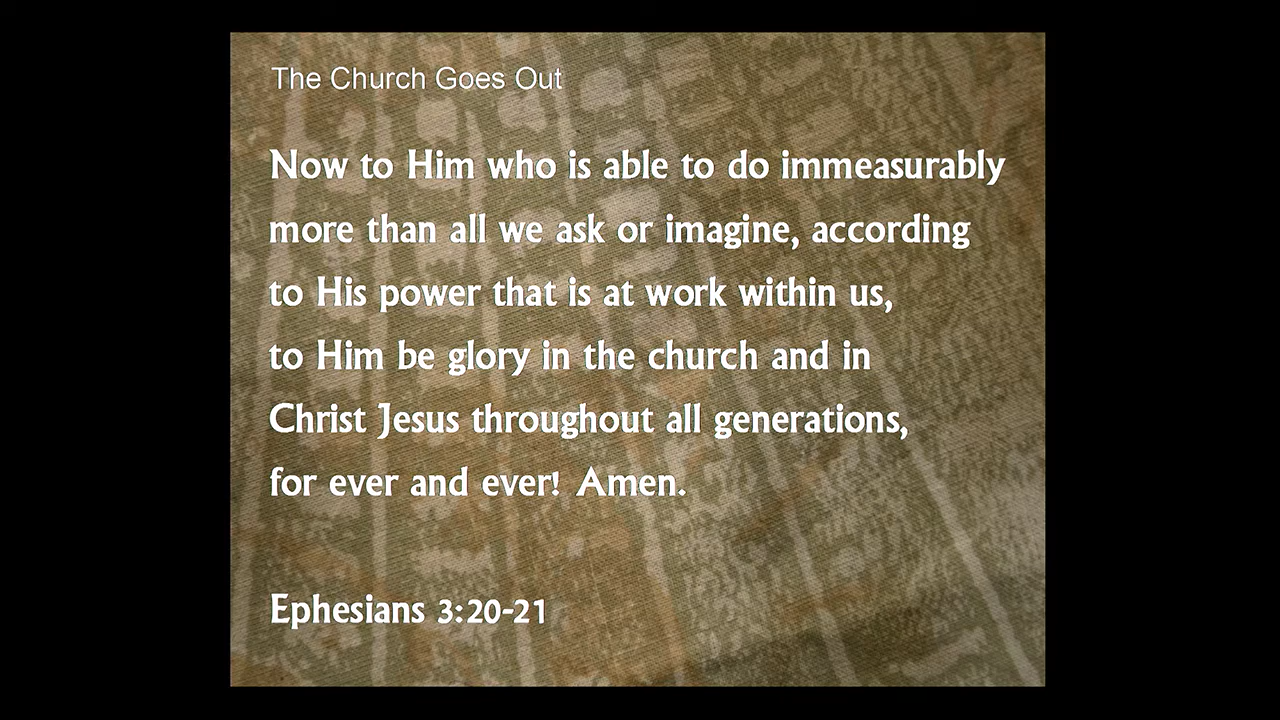 The Church Goes Out
Now to Him who is able to do immeasurably
more than all we ask or imagine, according
to His power that is at work within us,
to Him be glory in the church and in
Christ Jesus throughout all generations,
for ever and ever! Amen.
Ephesians 3:20-21